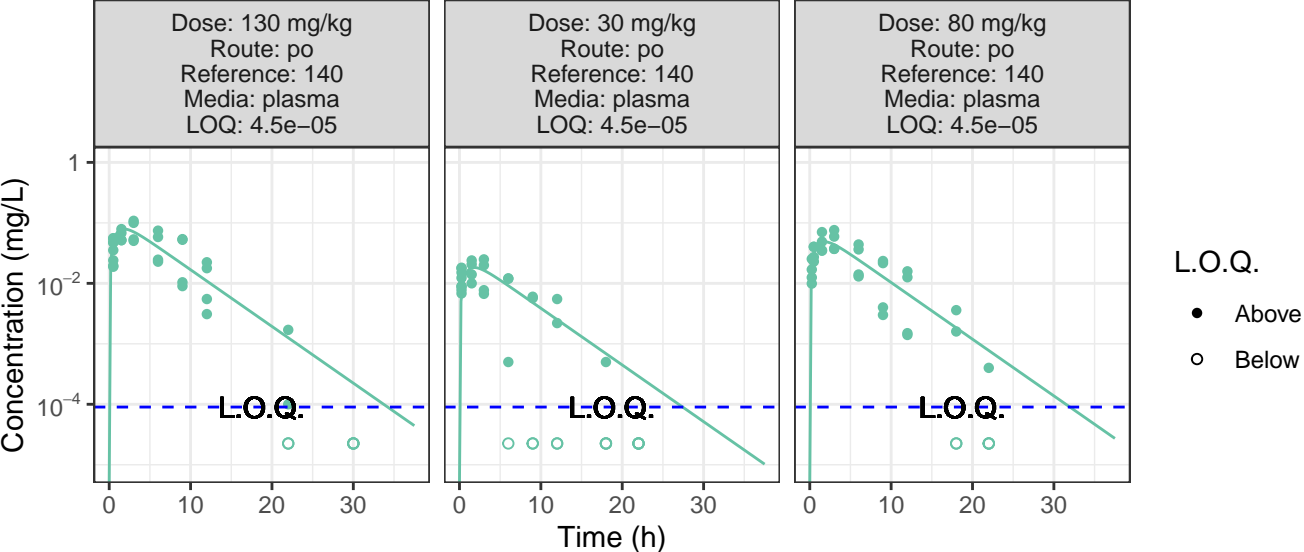 Dose: 130 mg/kg
Route: po
Reference: 140
Media: plasma
LOQ: 4.5e−05
Dose: 30 mg/kg
Route: po
Reference: 140
Media: plasma
LOQ: 4.5e−05
Dose: 80 mg/kg
Route: po
Reference: 140
Media: plasma
LOQ: 4.5e−05
Concentration (mg/L)
1
10⁻²
10⁻⁴
L.O.Q.
L.O.Q.
L.O.Q.
0 10 20 30
0 10 20 30
0 10 20 30
Time (h)
L.O.Q.
Above
Below